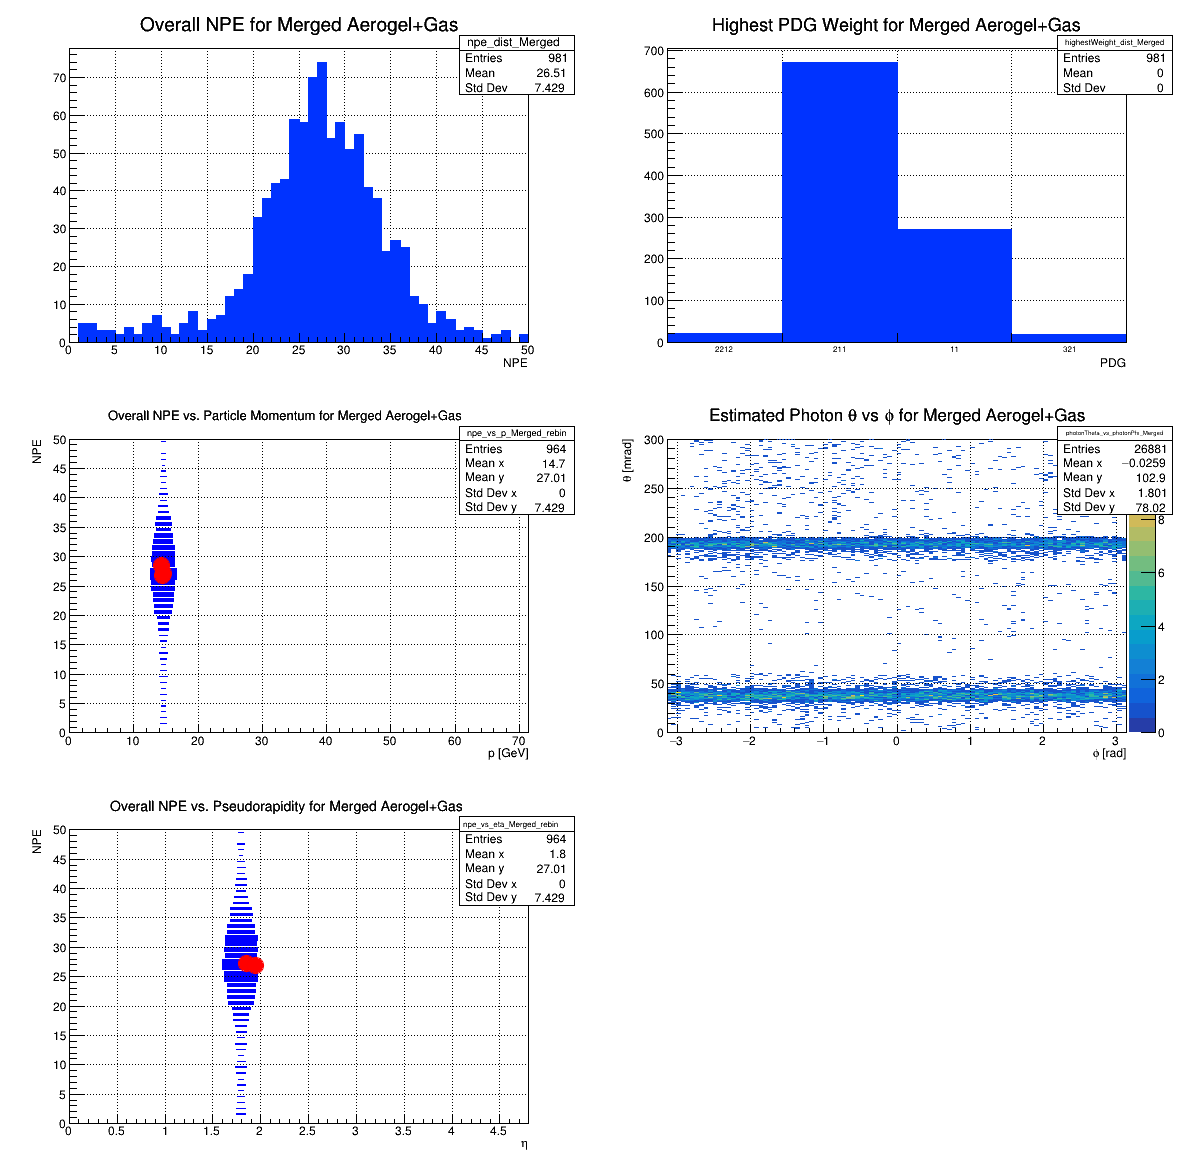 Overall NPE for Merged Aerogel+Gas
npe_dist_Merged
Entries 981
Mean 26.51
Std Dev 7.429
70
60
50
40
30
20
10
0
0 5 10 15 20 25 30 35 40 45 50
NPE
Highest PDG Weight for Merged Aerogel+Gas
highestWeight_dist_Merged
Entries 981
Mean 0
Std Dev 0
700
600
500
400
300
200
100
0
2212 211 11 321
PDG
Overall NPE vs. Particle Momentum for Merged Aerogel+Gas
npe_vs_p_Merged_rebin
Entries 964
Mean x 14.7
Mean y 27.01
Std Dev x 0
Std Dev y 7.429
NPE
50
45
40
35
30
25
20
15
10
5
0
0 10 20 30 40 50 60 70
p [GeV]
Estimated Photon θ vs ϕ for Merged Aerogel+Gas
photonTheta_vs_photonPhi_Merged
Entries 26881
Mean x −0.0259
Mean y 102.9
Std Dev x 1.801
Std Dev y 78.02
θ [mrad]
300
250
200
150
100
50
0
−3 −2 −1 0 1 2 3
ϕ [rad]
8
6
4
2
0
Overall NPE vs. Pseudorapidity for Merged Aerogel+Gas
npe_vs_eta_Merged_rebin
Entries 964
Mean x 1.8
Mean y 27.01
Std Dev x 0
Std Dev y 7.429
NPE
50
45
40
35
30
25
20
15
10
5
0
0 0.5 1 1.5 2 2.5 3 3.5 4 4.5
η